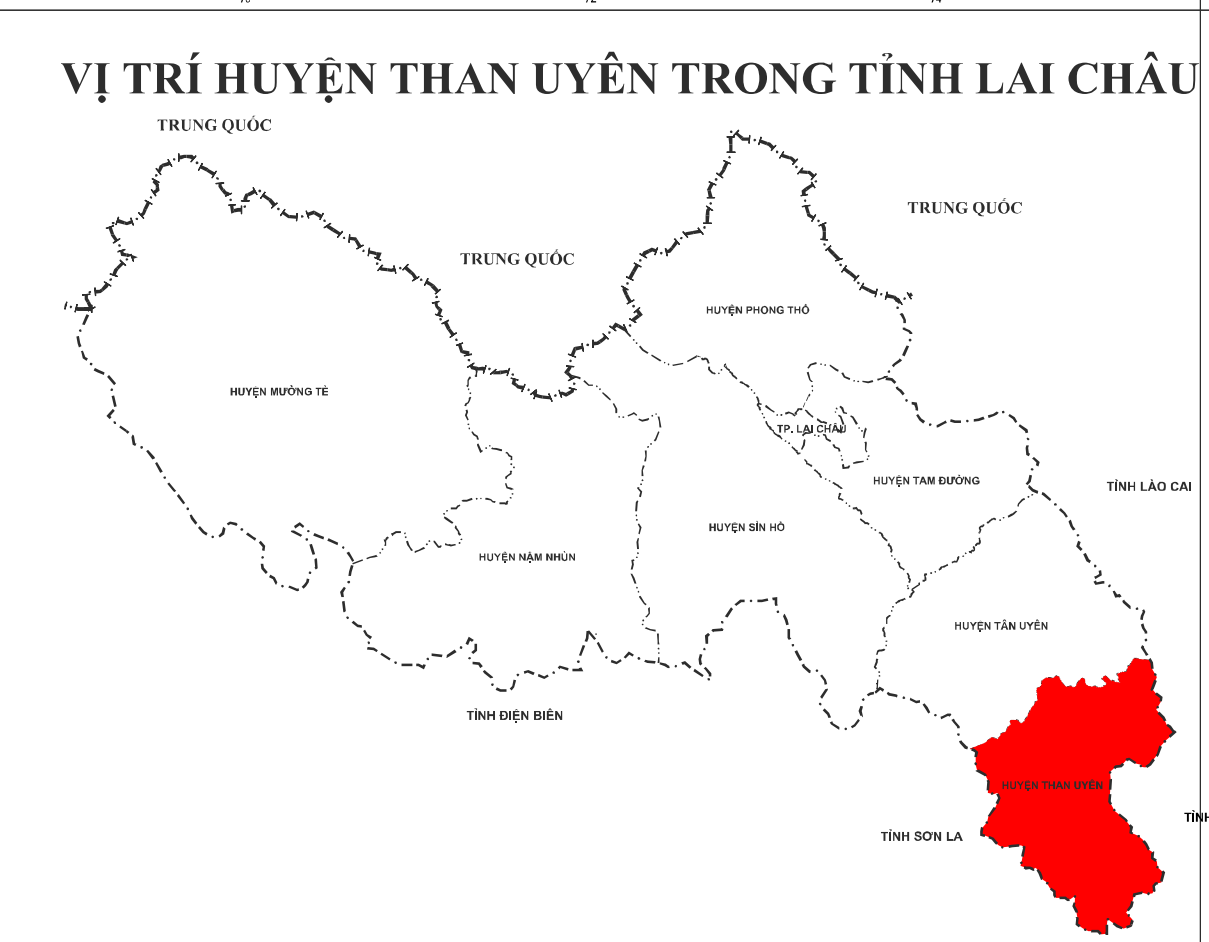 VỊ TRÍ HUYỆN THAN UYÊN TRONG TỈNH LAI CHÂU
TRUNG QUỐC
TRUNG QUỐC
TRUNG QUỐC
HUYỆN PHONG THỔ
HUYỆN MƯỜNG TÈ
TP. LAI CHÂU
HUYỆN TAM ĐƯỜNG
TỈNH LÀO CAI
HUYỆN SÌN HỒ
HUYỆN NẬM NHÙN
HUYỆN TÂN UYÊN
TỈNH ĐIỆN BIÊN
HUYỆN THAN UYÊN
TỈNH SƠN LA